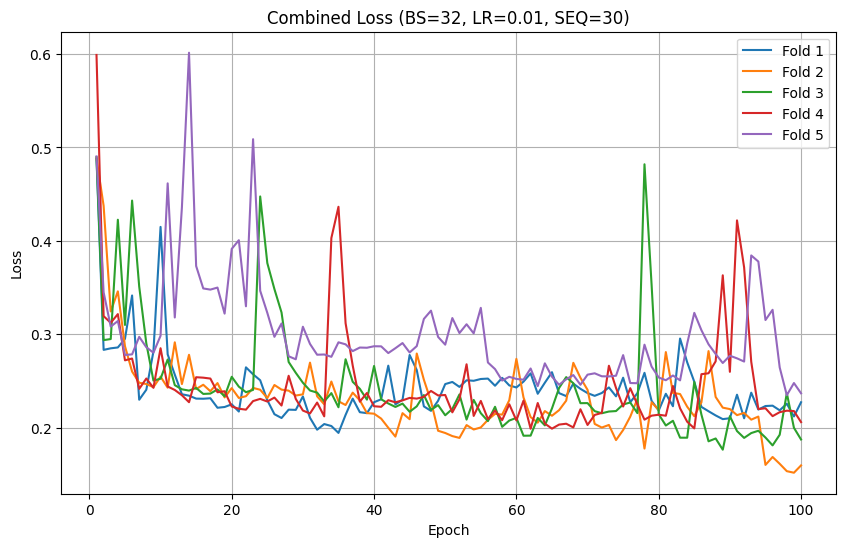 Combined Loss (BS=32, LR=0.01, SEQ=30)
Fold 1
Fold 2
Fold 3
Fold 4
Fold 5
Loss
0.6
0.5
0.4
0.3
0.2
0 20 40 60 80 100
Epoch